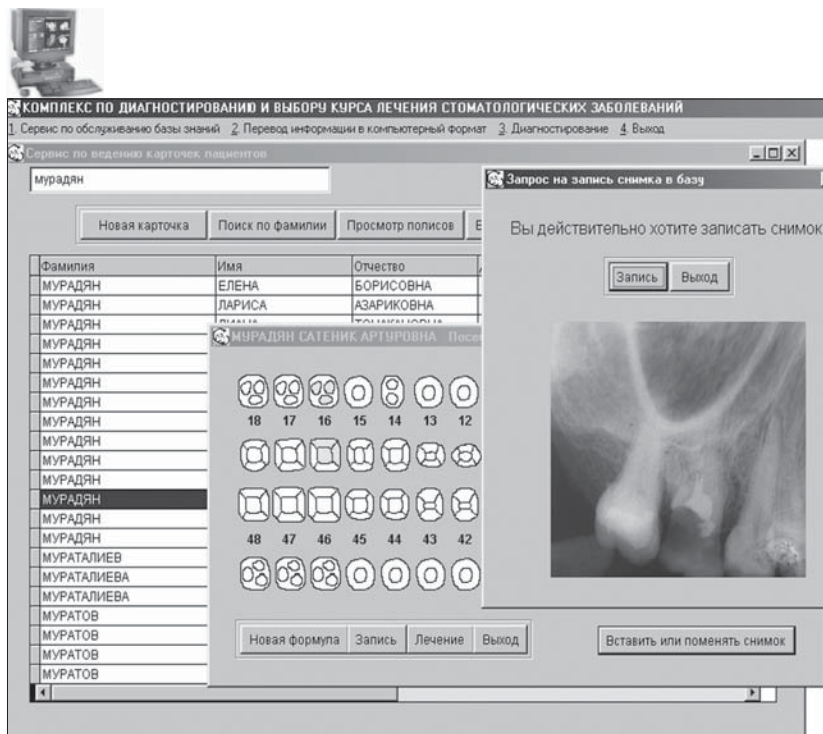 КОМПЛЕКС ПО ДИАГНОСТИРОВАНИЮ И ВЫБОРУ КУРСА ЛЕЧЕНИЯ СТОМАТОЛОГИЧЕСКИХ ЗАБОЛЕВАНИЙ
1. Сервис по обслуживанию базы знаний 2. Перевод информации в компьютерный формат 3. Диагностирование 4. Выход
Сервис по ведению карточек пациентов
мурадян
Новая карточка Поиск по фамилии Просмотр полисов
Запрос на запись снимка в базу
Вы действительно хотите записать снимок
Запись Выход
Фамилия Имя Отчество
МУРАДЯН ЕЛЕНА БОРИСОВНА
МУРАДЯН ЛАРИСА АЗАРИКОВНА
МУРАДЯН
МУРАДЯН
МУРАДЯН
МУРАДЯН
МУРАДЯН
МУРАДЯН
МУРАДЯН
МУРАДЯН
МУРАДЯН
МУРАДЯН
МУРАДЯН
МУРАДЯН
МУРАТАЛИЕВ
МУРАТАЛИЕВА
МУРАТАЛИЕВА
МУРАТОВ
МУРАТОВ
МУРАТОВ
МУРАТОВ
МУРАДЯН САТЕНИК АРТУРОВНА
18 17 16 15 14 13 12
48 47 46 45 44 43 42
Новая формула Запись Лечение Выход
Вставить или поменять снимок